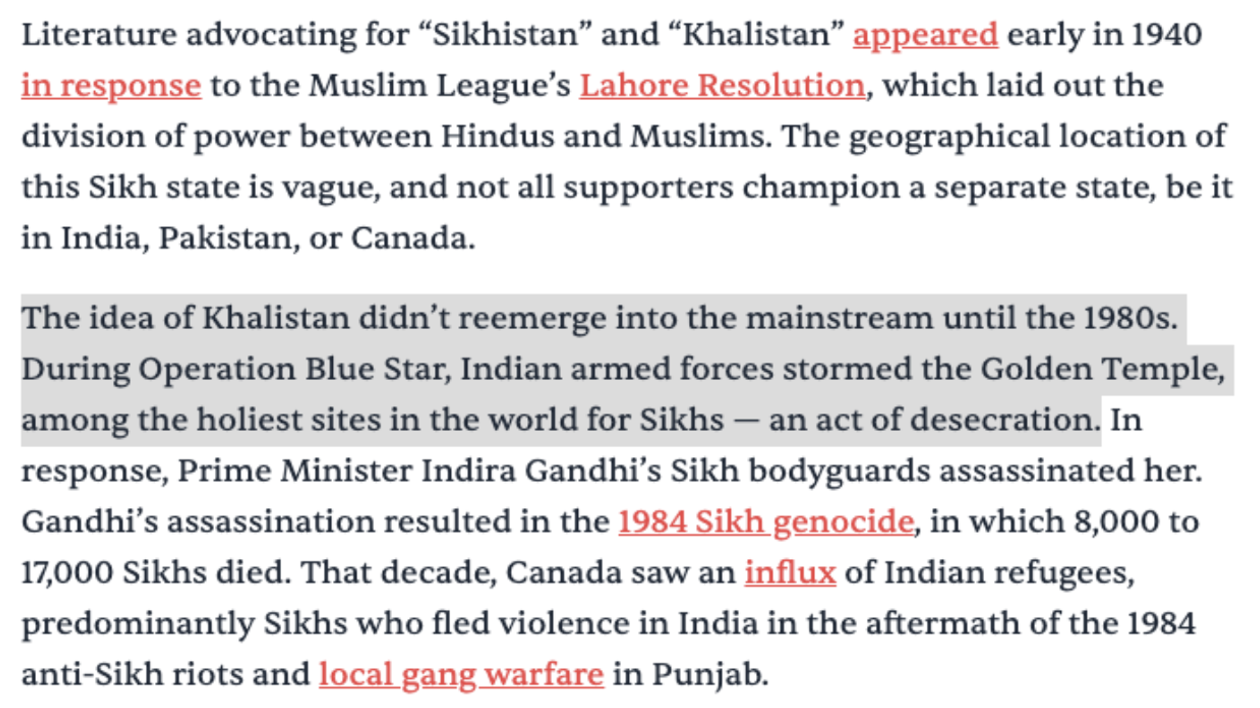 Literature advocating for “Sikhistan” and “Khalistan” appeared early in 1940
in response to the Muslim League’s Lahore Resolution, which laid out the
division of power between Hindus and Muslims. The geographical location of
this Sikh state is vague, and not all supporters champion a separate state, be it
in India, Pakistan, or Canada.
The idea of Khalistan didn’t reemerge into the mainstream until the 1980s.
During Operation Blue Star, Indian armed forces stormed the Golden Temple,
among the holiest sites in the world for Sikhs — an act of desecration. In
response, Prime Minister Indira Gandhi’s Sikh bodyguards assassinated her.
Gandhi’s assassination resulted in the 1984 Sikh genocide, in which 8,000 to
17,000 Sikhs died. That decade, Canada saw an influx of Indian refugees,
predominantly Sikhs who fled violence in India in the aftermath of the 1984
anti-Sikh riots and local gang warfare in Punjab.